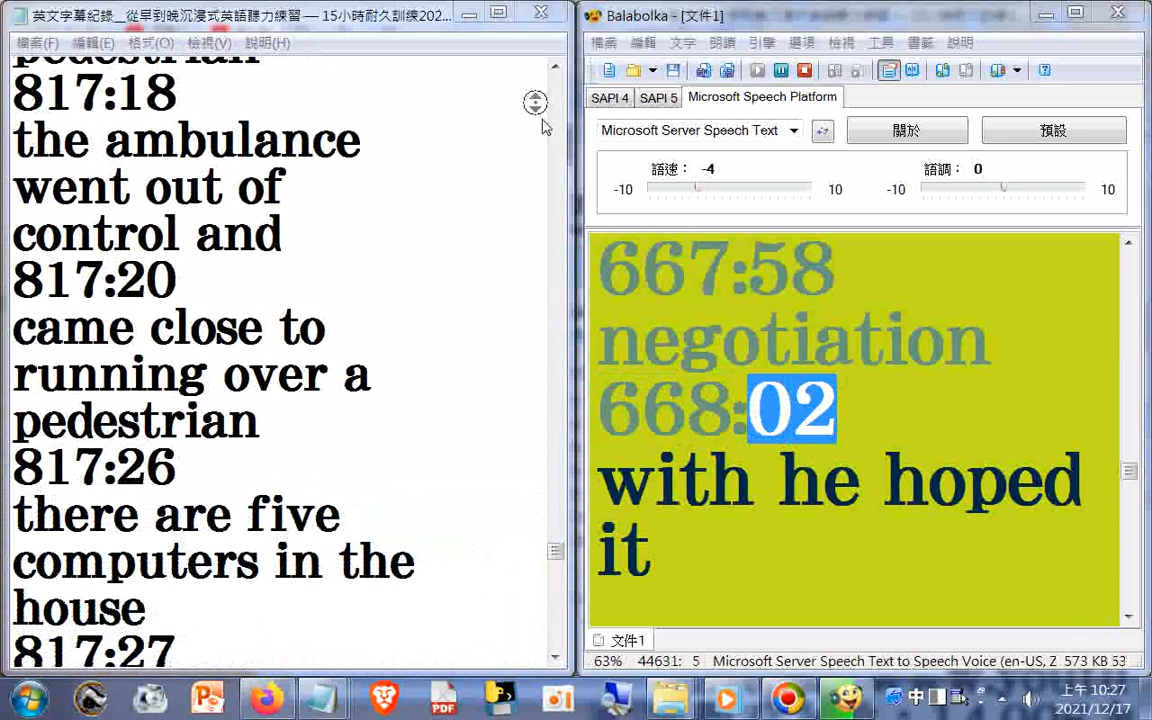 英文字幕紀錄__從早到晚沉浸式英語聽力練習 — 15小時耐久訓練202...
檔案(F) 編輯(E) 格式(O) 檢視(V) 說明(H)
pedestrian
817:18
the ambulance
went out of
control and
817:20
came close to
running over a
pedestrian
817:26
there are five
computers in the
house
817:27
Balabolka - [文件1]
檔案 編輯 文字 朗讀 引擎 選項 檢視 工具 書籤 說明
SAPI 4 SAPI 5 Microsoft Speech Platform
Microsoft Server Speech Text 關於 預設
語速： -4 語調： 0
-10 10 -10 10
667:58
negotiation
668:02
with he hoped
it
文件1
63% 44631: 5 Microsoft Server Speech Text to Speech Voice (en-US, Z 573 KB 53
PDF 中 上午 10:27
2021/12/17